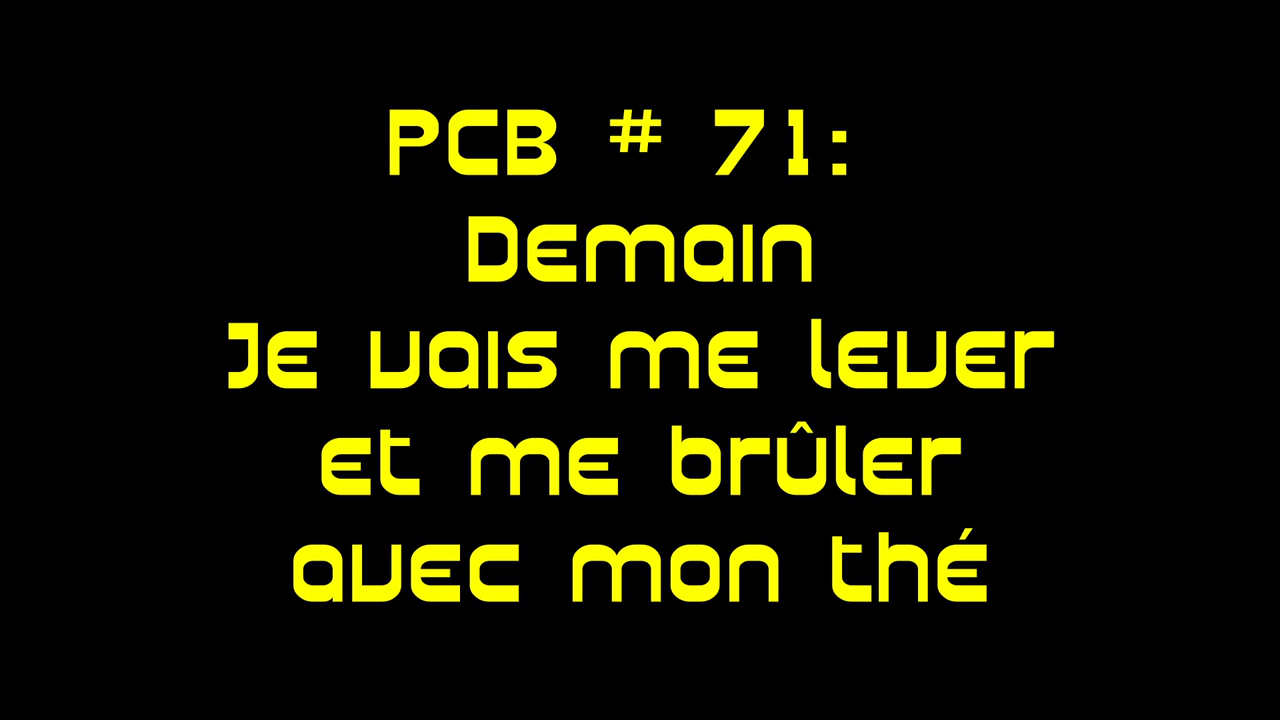 PCB # 71:
Demain
Je vais me lever
et me brûler
avec mon thé